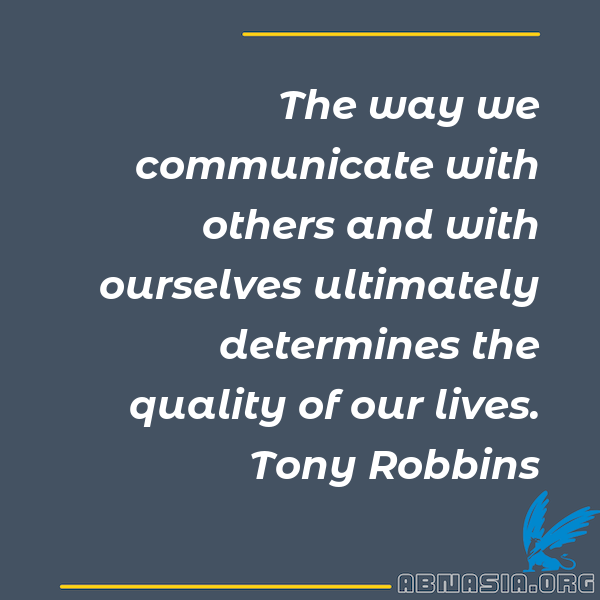 The way we
communicate with
others and with
ourselves ultimately
determines the
quality of our lives.
Tony Robbins
ABNASIA.ORG